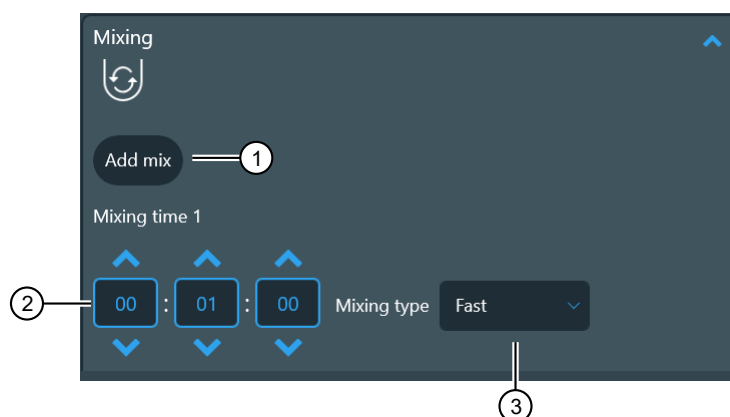 Mixing
Add mix
1
Mixing time 1
2
00 : 01 : 00 Mixing type Fast
3